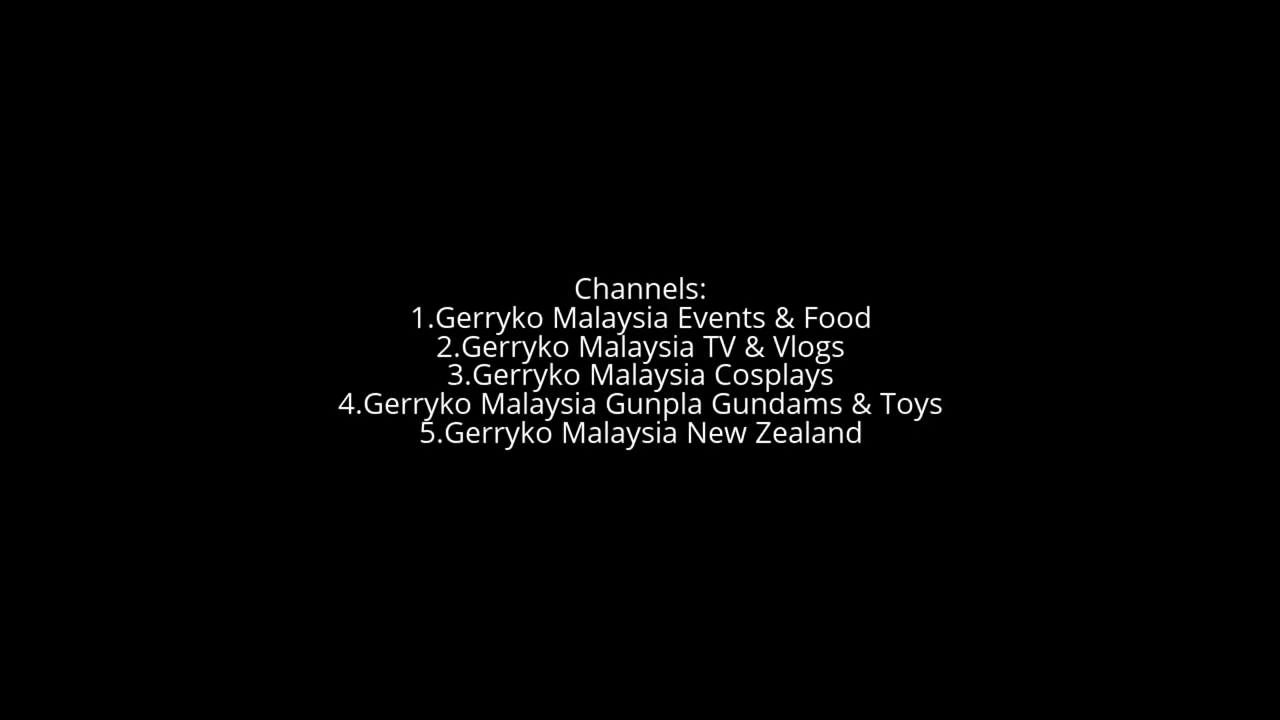 Channels:
1.Gerryko Malaysia Events & Food
2.Gerryko Malaysia TV & Vlogs
3.Gerryko Malaysia Cosplays
4.Gerryko Malaysia Gunpla Gundams & Toys
5.Gerryko Malaysia New Zealand